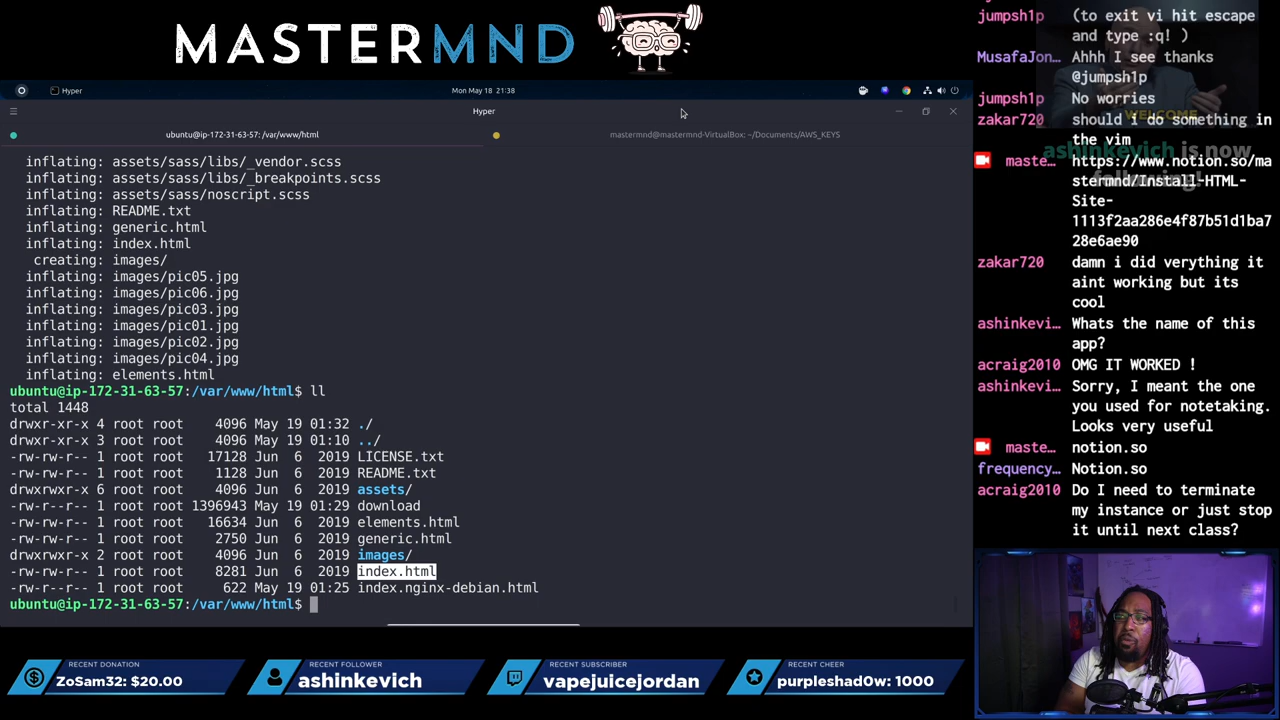 MASTERMND
Hyper
Mon May 18 21:38
Hyper
ubuntu@ip-172-31-63-57: /var/www/html
mastermnd@mastermnd-VirtualBox: ~/Documents/AWS_KEYS
inflating: assets/sass/libs/_vendor.scss
inflating: assets/sass/libs/_breakpoints.scss
inflating: assets/sass/noscript.scss
inflating: README.txt
inflating: generic.html
inflating: index.html
creating: images/
inflating: images/pic05.jpg
inflating: images/pic06.jpg
inflating: images/pic03.jpg
inflating: images/pic01.jpg
inflating: images/pic02.jpg
inflating: images/pic04.jpg
inflating: elements.html
ubuntu@ip-172-31-63-57:/var/www/html$ ll
total 1448
drwxr-xr-x 4 root root 4096 May 19 01:32 ./
drwxr-xr-x 3 root root 4096 May 19 01:10 ../
-rw-rw-r-- 1 root root 17128 Jun 6 2019 LICENSE.txt
-rw-rw-r-- 1 root root 1128 Jun 6 2019 README.txt
drwxrwxr-x 6 root root 4096 Jun 6 2019 assets/
-rw-r--r-- 1 root root 1396943 May 19 01:29 download
-rw-rw-r-- 1 root root 16634 Jun 6 2019 elements.html
-rw-rw-r-- 1 root root 2750 Jun 6 2019 generic.html
drwxrwxr-x 2 root root 4096 Jun 6 2019 images/
-rw-rw-r-- 1 root root 8281 Jun 6 2019 index.html
-rw-r--r-- 1 root root 622 May 19 01:25 index.nginx-debian.html
ubuntu@ip-172-31-63-57:/var/www/html$
jumpsh1p (to exit vi hit escape
and type :q! )
MusafaJon… Ahhh I see thanks
@jumpsh1p
jumpsh1p No worries
WELCOME
zakar720 should i do something in
the vim
ashinkevich is now
following!
maste… https://www.notion.so/ma
stermnd/Install-HTML-
Site-
1113f2aa286e4f87b51d1ba7
28e6ae90
zakar720 damn i did verything it
aint working but its
cool
ashinkevi… Whats the name of this
app?
acraig2010 OMG IT WORKED !
ashinkevi… Sorry, I meant the one
you used for notetaking.
Looks very useful
maste… notion.so
frequency… Notion.so
acraig2010 Do I need to terminate
my instance or just stop
it until next class?
RECENT DONATION
ZoSam32: $20.00
RECENT FOLLOWER
ashinkevich
RECENT SUBSCRIBER
vapejuicejordan
RECENT CHEER
purpleshad0w: 1000